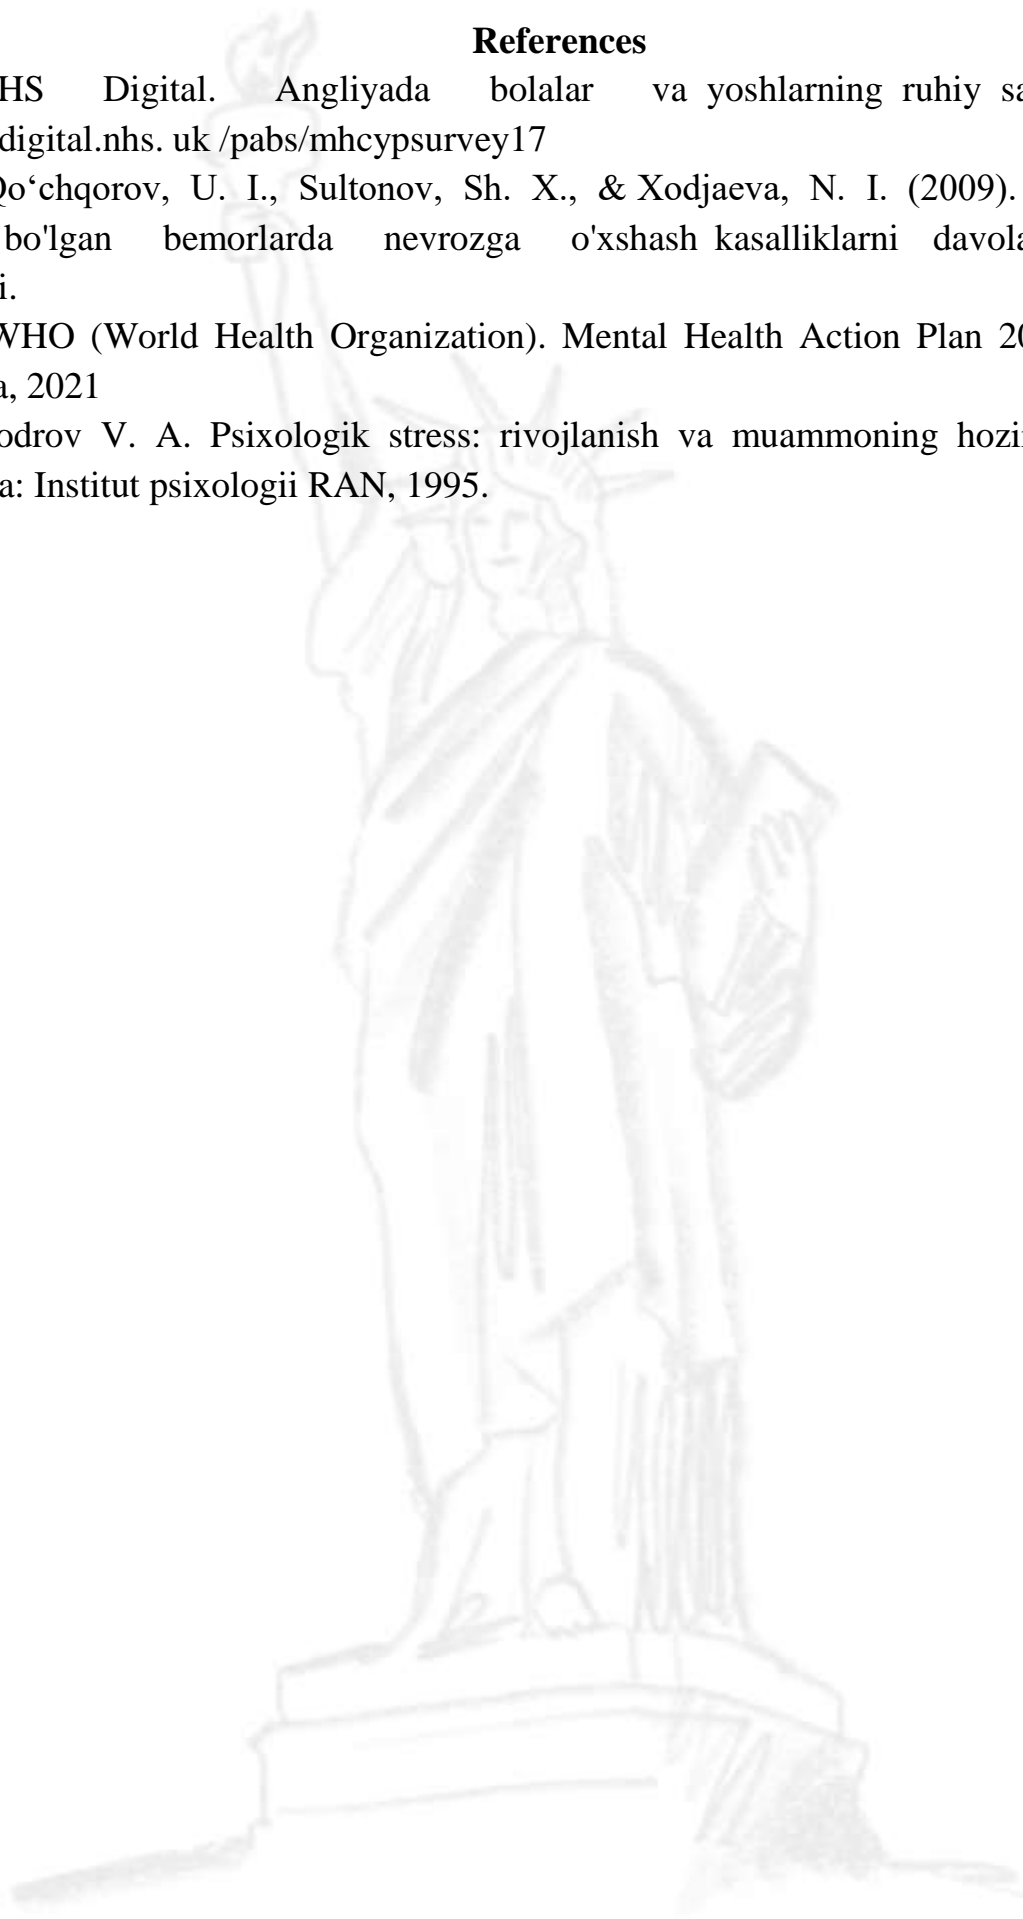 References
HS Digital. Angliyada bolalar va yoshlarning ruhiy sa
digital.nhs. uk /pabs/mhcypsurvey17
Qo‘chqorov, U. I., Sultonov, Sh. X., & Xodjaeva, N. I. (2009).
bo'lgan bemorlarda nevrozga o'xshash kasalliklarni davola
i.
WHO (World Health Organization). Mental Health Action Plan 20
a, 2021
odrov V. A. Psixologik stress: rivojlanish va muammoning hozi
a: Institut psixologii RAN, 1995.